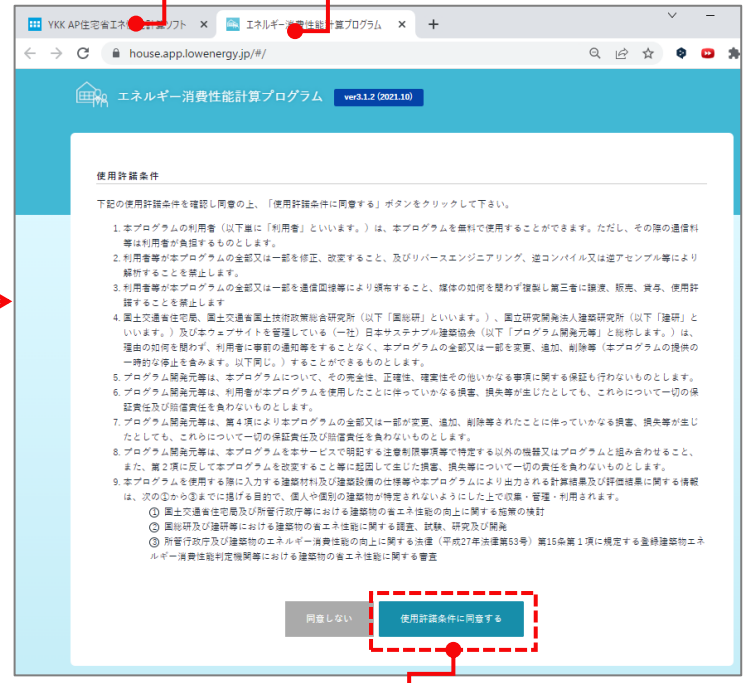 YKK AP住宅省エネ性能計算ソフト
エネルギー消費性能計算プログラム
house.app.lowenergy.jp/#/
エネルギー消費性能計算プログラム ver3.1.2 (2021.10)
使用許諾条件
下記の使用許諾条件を確認し同意の上、「使用許諾条件に同意する」ボタンをクリックして下さい。
1. 本プログラムの利用者（以下単に「利用者」といいます。）は、本プログラムを無料で使用することができます。ただし、その際の通信料
等は利用者が負担するものとします。
2. 利用者等が本プログラムの全部又は一部を修正、改変すること、及びリバースエンジニアリング、逆コンパイル又は逆アセンブル等により
解析することを禁止します。
3. 利用者等が本プログラムの全部又は一部を通信回線等により頒布すること、媒体の如何を問わず複製し第三者に譲渡、販売、貸与、使用許
諾することを禁止します
4. 国土交通省住宅局、国土交通省国土技術政策総合研究所（以下「国総研」といいます。）、国立研究開発法人建築研究所（以下「建研」と
いいます。）及び本ウェブサイトを管理している（一社）日本サステナブル建築協会（以下「プログラム開発元等」と総称します。）は、
理由の如何を問わず、利用者に事前の通知等をすることなく、本プログラムの全部又は一部を変更、追加、削除等（本プログラムの提供の
一時的な停止を含みます。以下同じ。）することができるものとします。
5. プログラム開発元等は、本プログラムについて、その完全性、正確性、確実性その他いかなる事項に関する保証も行わないものとします。
6. プログラム開発元等は、利用者が本プログラムを使用したことに伴っていかなる損害、損失等が生じたとしても、これらについて一切の保
証責任及び賠償責任を負わないものとします。
7. プログラム開発元等は、第４項により本プログラムの全部又は一部が変更、追加、削除等されたことに伴っていかなる損害、損失等が生じ
たとしても、これらについて一切の保証責任及び賠償責任を負わないものとします。
8. プログラム開発元等は、本プログラムを本サービスで明記する注意制限事項等で特定する以外の機器又はプログラムと組み合わせること、
また、第２項に反して本プログラムを改変すること等に起因して生じた損害、損失等について一切の責任を負わないものとします。
9. 本プログラムを使用する際に入力する建築材料及び建築設備の仕様等や本プログラムにより出力される計算結果及び評価結果に関する情報
は、次の①から③までに掲げる目的で、個人や個別の建築物が特定されないようにした上で収集・管理・利用されます。
① 国土交通省住宅局及び所管行政庁等における建築物の省エネ性能の向上に関する施策の検討
② 国総研及び建研等における建築物の省エネ性能に関する調査、試験、研究及び開発
③ 所管行政庁及び建築物のエネルギー消費性能の向上に関する法律（平成27年法律第53号）第15条第１項に規定する登録建築物エネ
ルギー消費性能判定機関等における建築物の省エネ性能に関する審査
同意しない 使用許諾条件に同意する